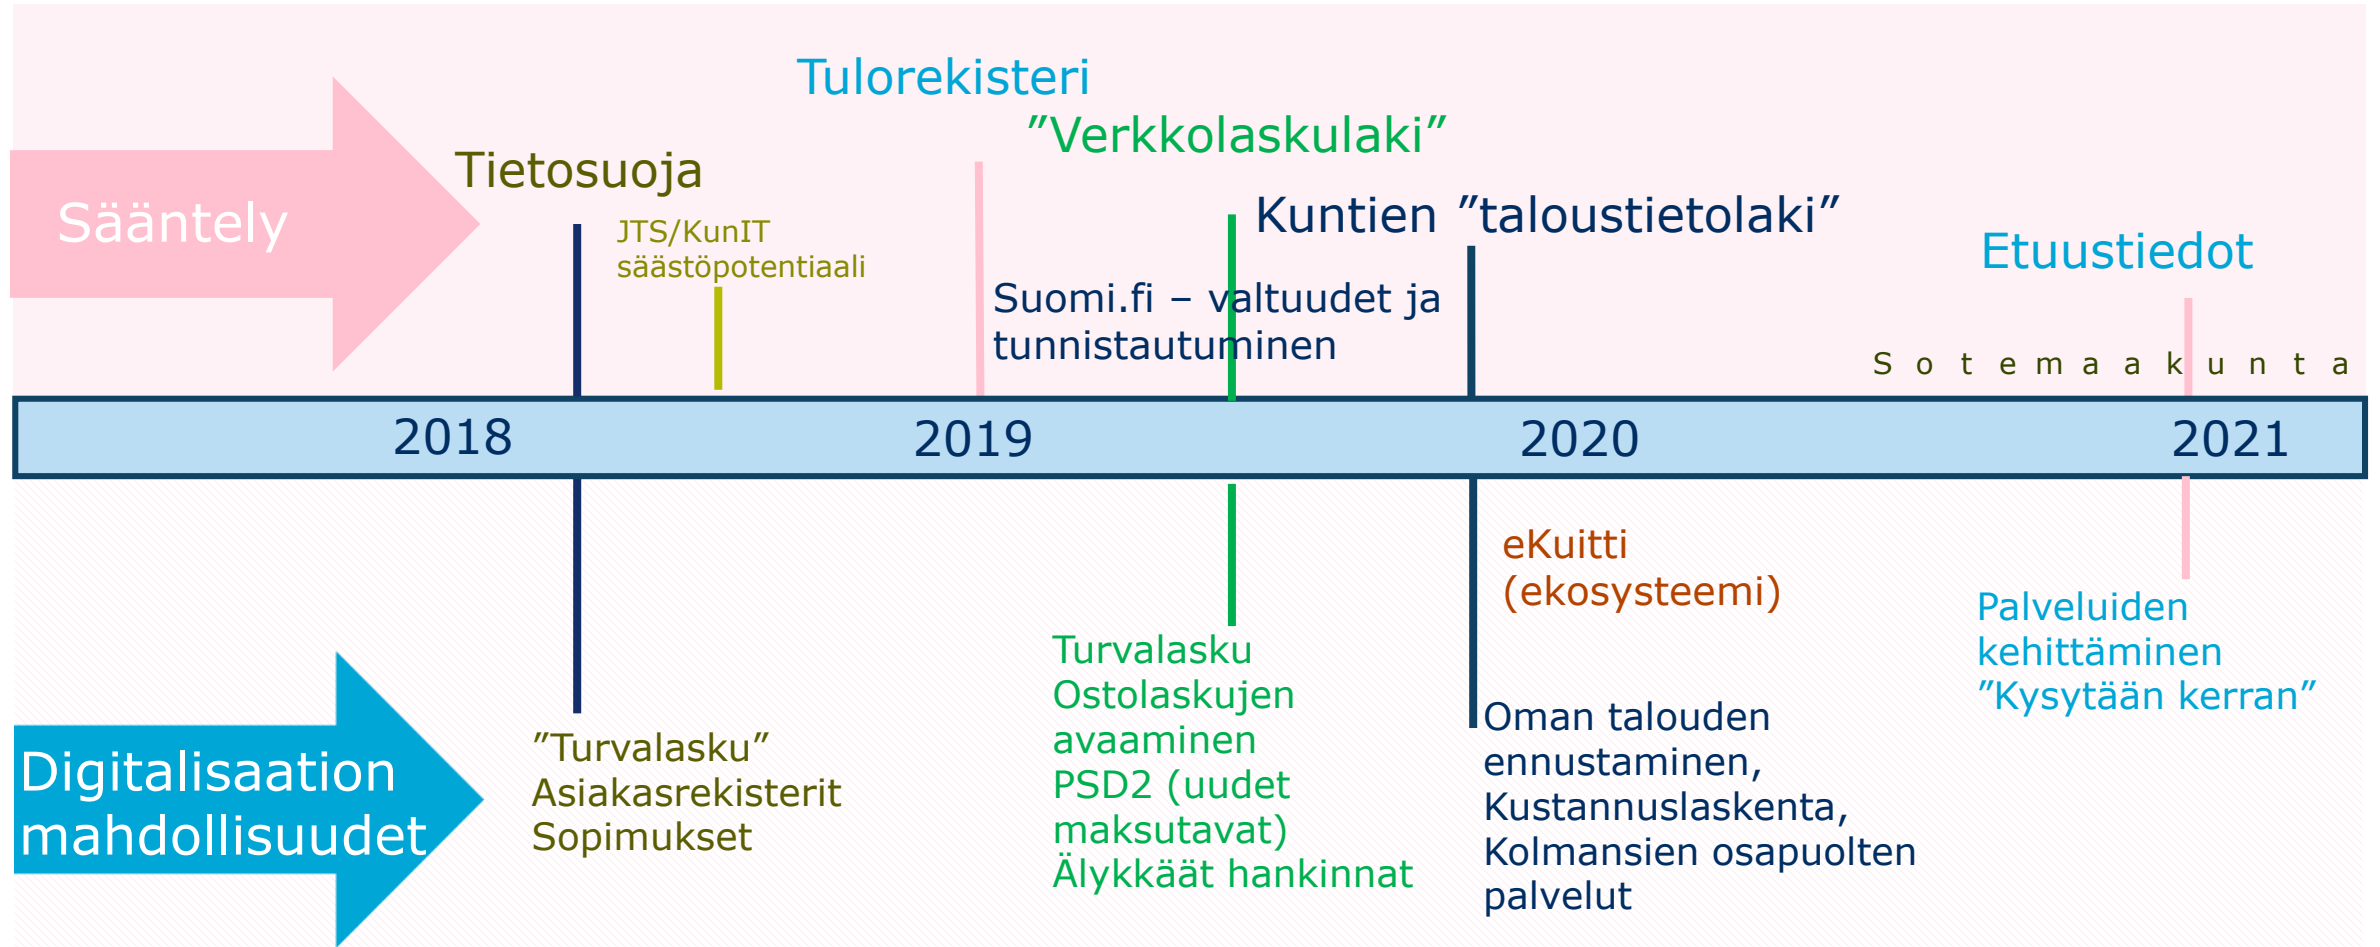 Tulorekisteri
”Verkkolaskulaki”
Tietosuoja
Sääntely
JTS/KunIT
säästöpotentiaali
Kuntien ”taloustietolaki”
Etuustiedot
Suomi.fi – valtuudet ja
tunnistautuminen
Sotemaakunta
2018
2019
2020
2021
eKuitti
(ekosysteemi)
Palveluiden
kehittäminen
”Kysytään kerran”
Turvalasku
Ostolaskujen
avaaminen
PSD2 (uudet
maksutavat)
Älykkäät hankinnat
Oman talouden
ennustaminen,
Kustannuslaskenta,
Kolmansien osapuolten
palvelut
Digitalisaation
mahdollisuudet
”Turvalasku”
Asiakasrekisterit
Sopimukset